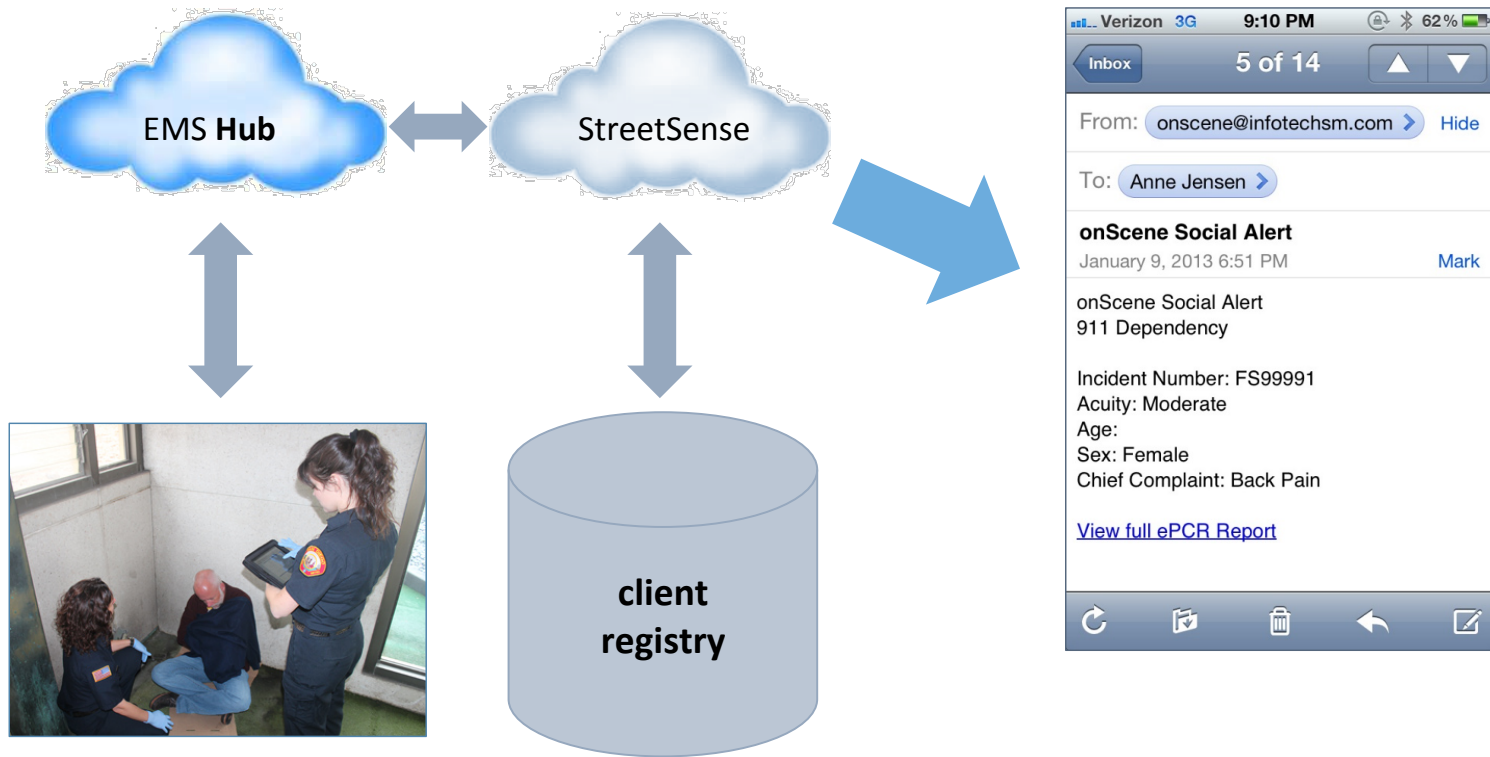 EMS Hub
StreetSense
client
registry
Verizon 3G 9:10 PM 62%
Inbox 5 of 14
From: onscene@infotechsm.com Hide
To: Anne Jensen
onScene Social Alert
January 9, 2013 6:51 PM Mark
onScene Social Alert
911 Dependency
Incident Number: FS99991
Acuity: Moderate
Age:
Sex: Female
Chief Complaint: Back Pain
View full ePCR Report